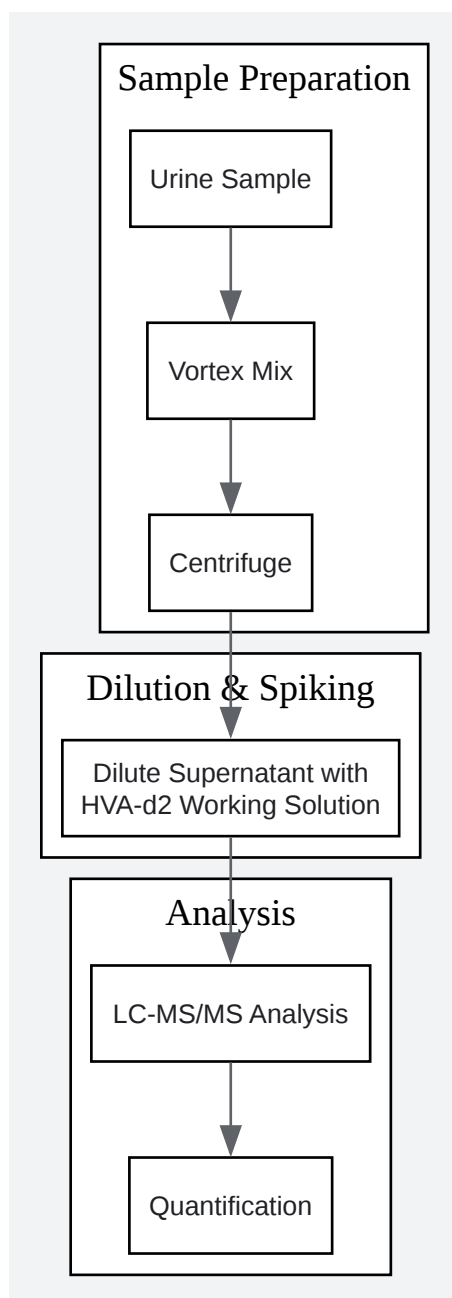 Sample Preparation
Urine Sample
Vortex Mix
Centrifuge
Dilution & Spiking
Dilute Supernatant with
HVA-d2 Working Solution
Analysis
LC-MS/MS Analysis
Quantification